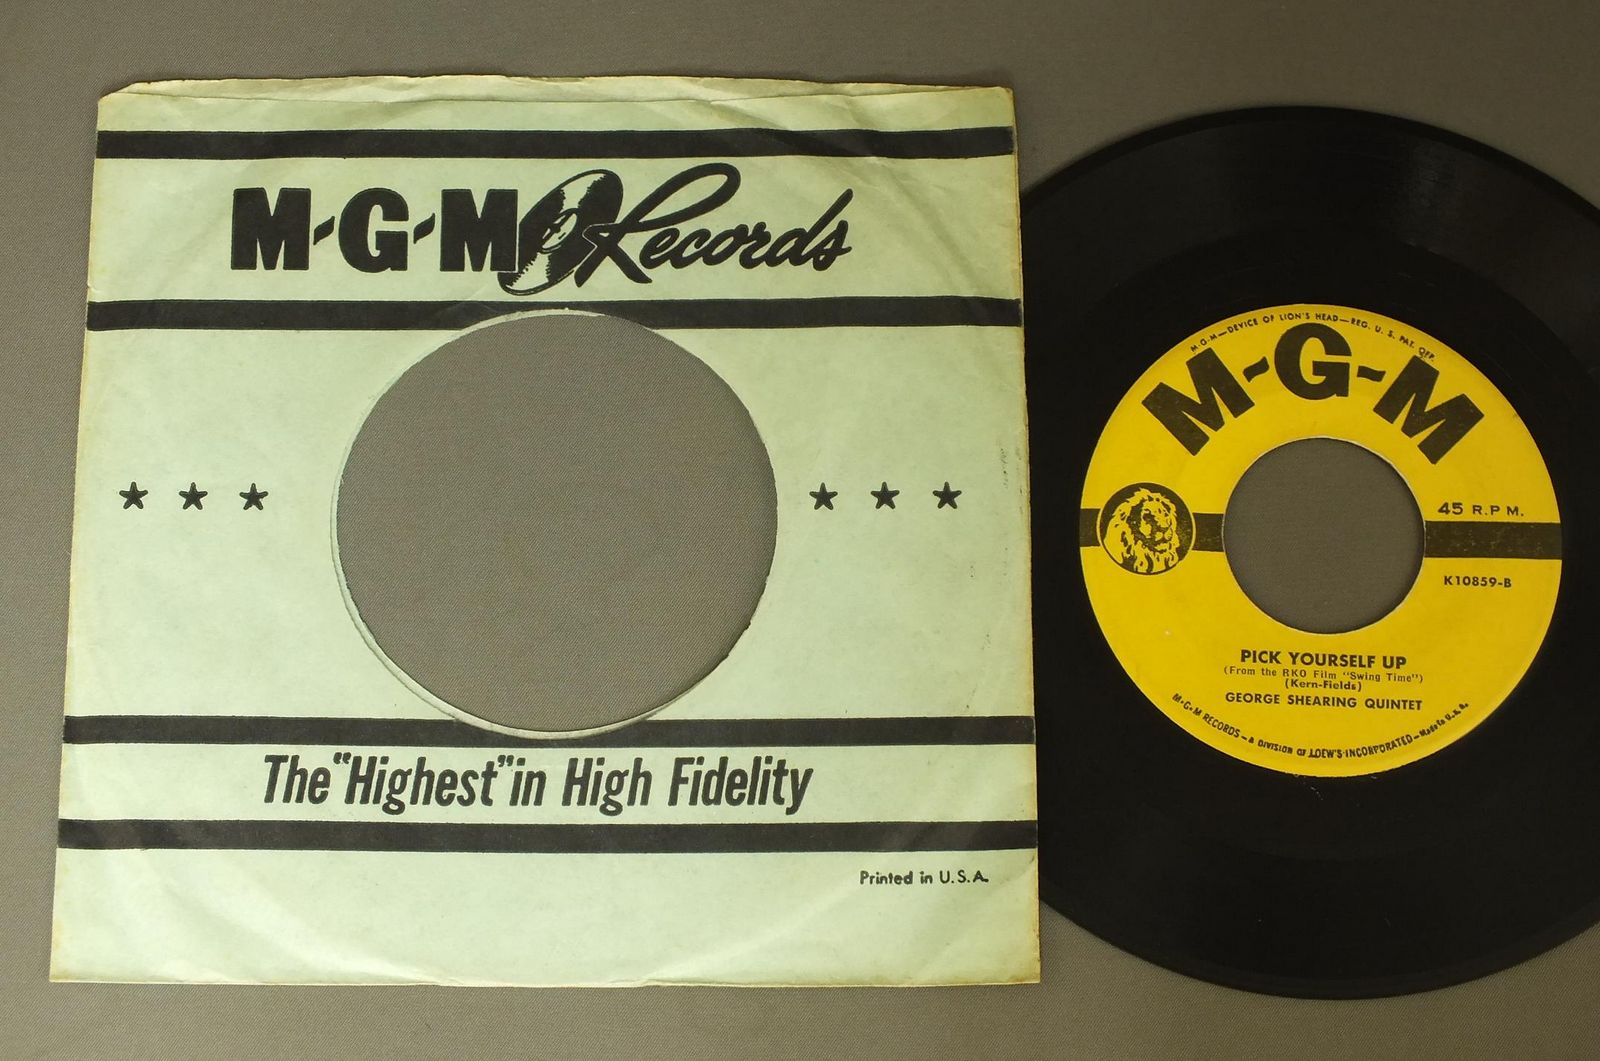 M-G-M Records
★ ★ ★ ★ ★ ★
The "Highest" in High Fidelity
Printed in U.S.A.
M-G-M—DEVICE OF LION'S HEAD—REG. U. S. PAT. OFF.
M-G-M
45 R.P.M.
K10859-B
PICK YOURSELF UP
(From the RKO Film "Swing Time")
(Kern-Fields)
GEORGE SHEARING QUINTET
M-G-M RECORDS—A DIVISION OF LOEW'S INCORPORATED—Made in U. S. A.